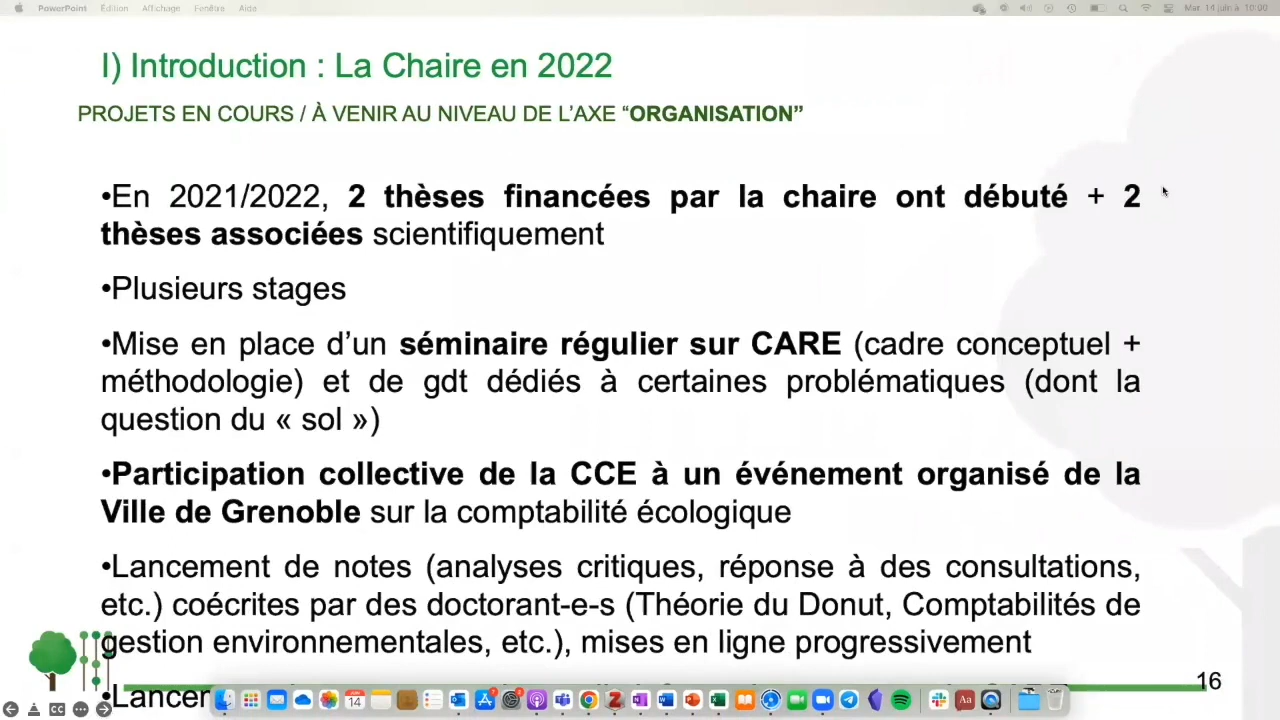 PowerPoint Édition Affichage Fenêtre Aide Mar. 14 juin à 10:00
I) Introduction : La Chaire en 2022
PROJETS EN COURS / À VENIR AU NIVEAU DE L’AXE “ORGANISATION”
•En 2021/2022, 2 thèses financées par la chaire ont débuté + 2
thèses associées scientifiquement
•Plusieurs stages
•Mise en place d’un séminaire régulier sur CARE (cadre conceptuel +
méthodologie) et de gdt dédiés à certaines problématiques (dont la
question du « sol »)
•Participation collective de la CCE à un événement organisé de la
Ville de Grenoble sur la comptabilité écologique
•Lancement de notes (analyses critiques, réponse à des consultations,
etc.) coécrites par des doctorant-e-s (Théorie du Donut, Comptabilités de
gestion environnementales, etc.), mises en ligne progressivement
16